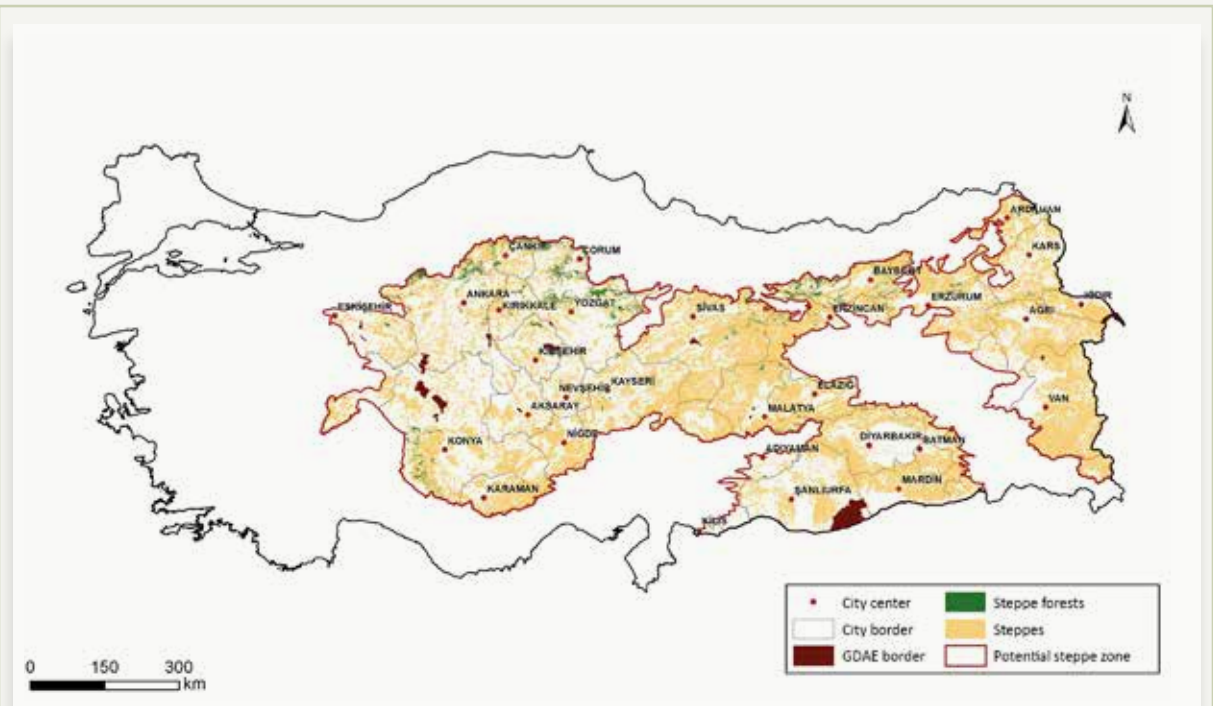 N
ARDAHAN
KARS
ÇANKIRI
ÇORUM
BAYBURT
ANKARA
KIRIKKALE
YOZGAT
ESKİŞEHİR
SİVAS
ERZİNCAN
ERZURUM
IĞDIR
AĞRI
KIRŞEHİR
KAYSERİ
NEVŞEHİR
ELAZIĞ
AKSARAY
MALATYA
VAN
KONYA
NİĞDE
DİYARBAKIR
BATMAN
ADIYAMAN
KARAMAN
ŞANLIURFA
MARDİN
KİLİS
City center
Steppe forests
City border
Steppes
GDAE border
Potential steppe zone
0 150 300
km